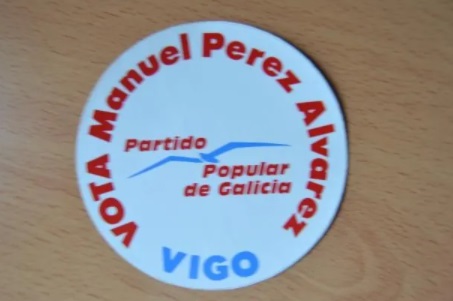 VOTA Manuel Perez Alvarez
Partido
Popular
de Galicia
VIGO